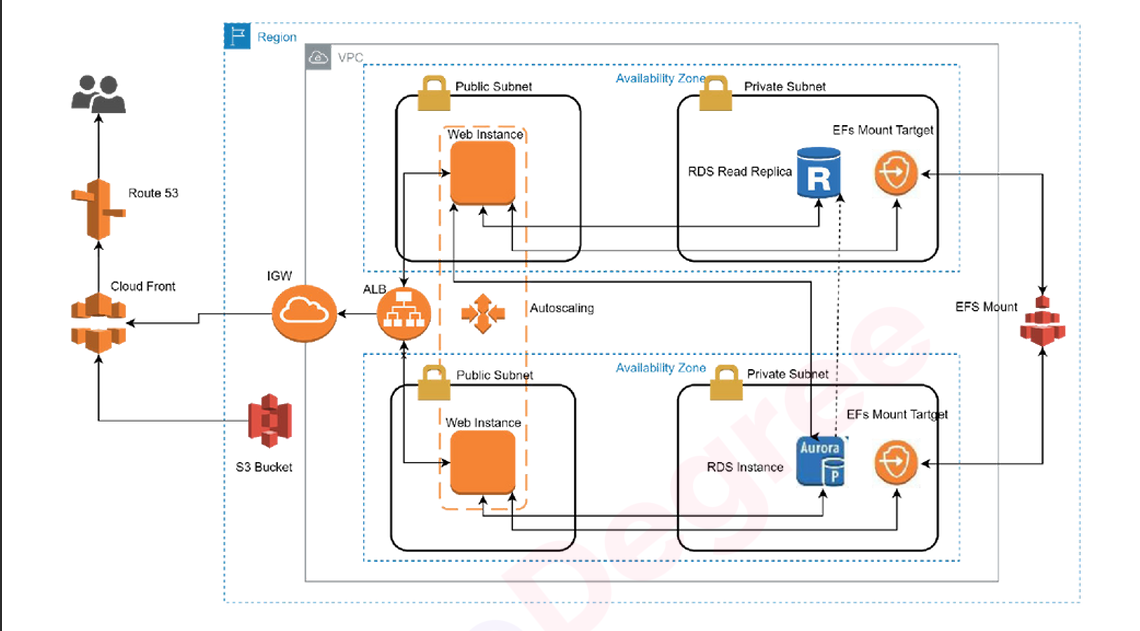 Region
VPC
Availability Zone
Public Subnet
Private Subnet
Web Instance
EFs Mount Tartget
RDS Read Replica
R
Route 53
Cloud Front
IGW
ALB
Autoscaling
EFS Mount
Availability Zone
Public Subnet
Private Subnet
Web Instance
EFs Mount Tartget
Aurora
P
RDS Instance
S3 Bucket
Degree